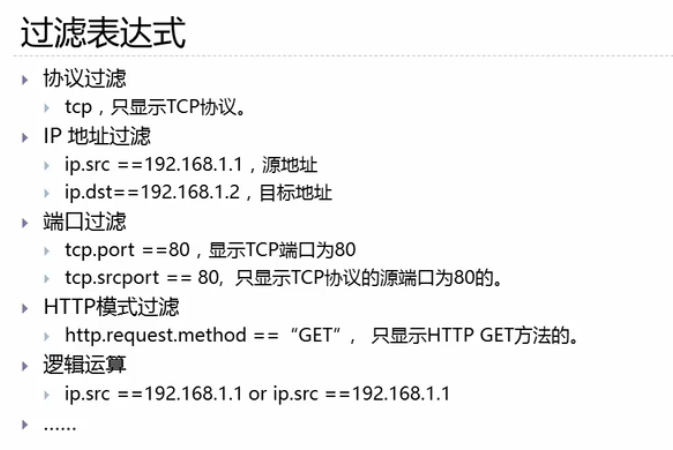 过滤表达式
协议过滤
tcp，只显示TCP协议。
IP 地址过滤
ip.src ==192.168.1.1，源地址
ip.dst==192.168.1.2，目标地址
端口过滤
tcp.port ==80，显示TCP端口为80
tcp.srcport == 80,  只显示TCP协议的源端口为80的。
HTTP模式过滤
http.request.method ==“GET”， 只显示HTTP GET方法的。
逻辑运算
ip.src ==192.168.1.1 or ip.src ==192.168.1.1
......